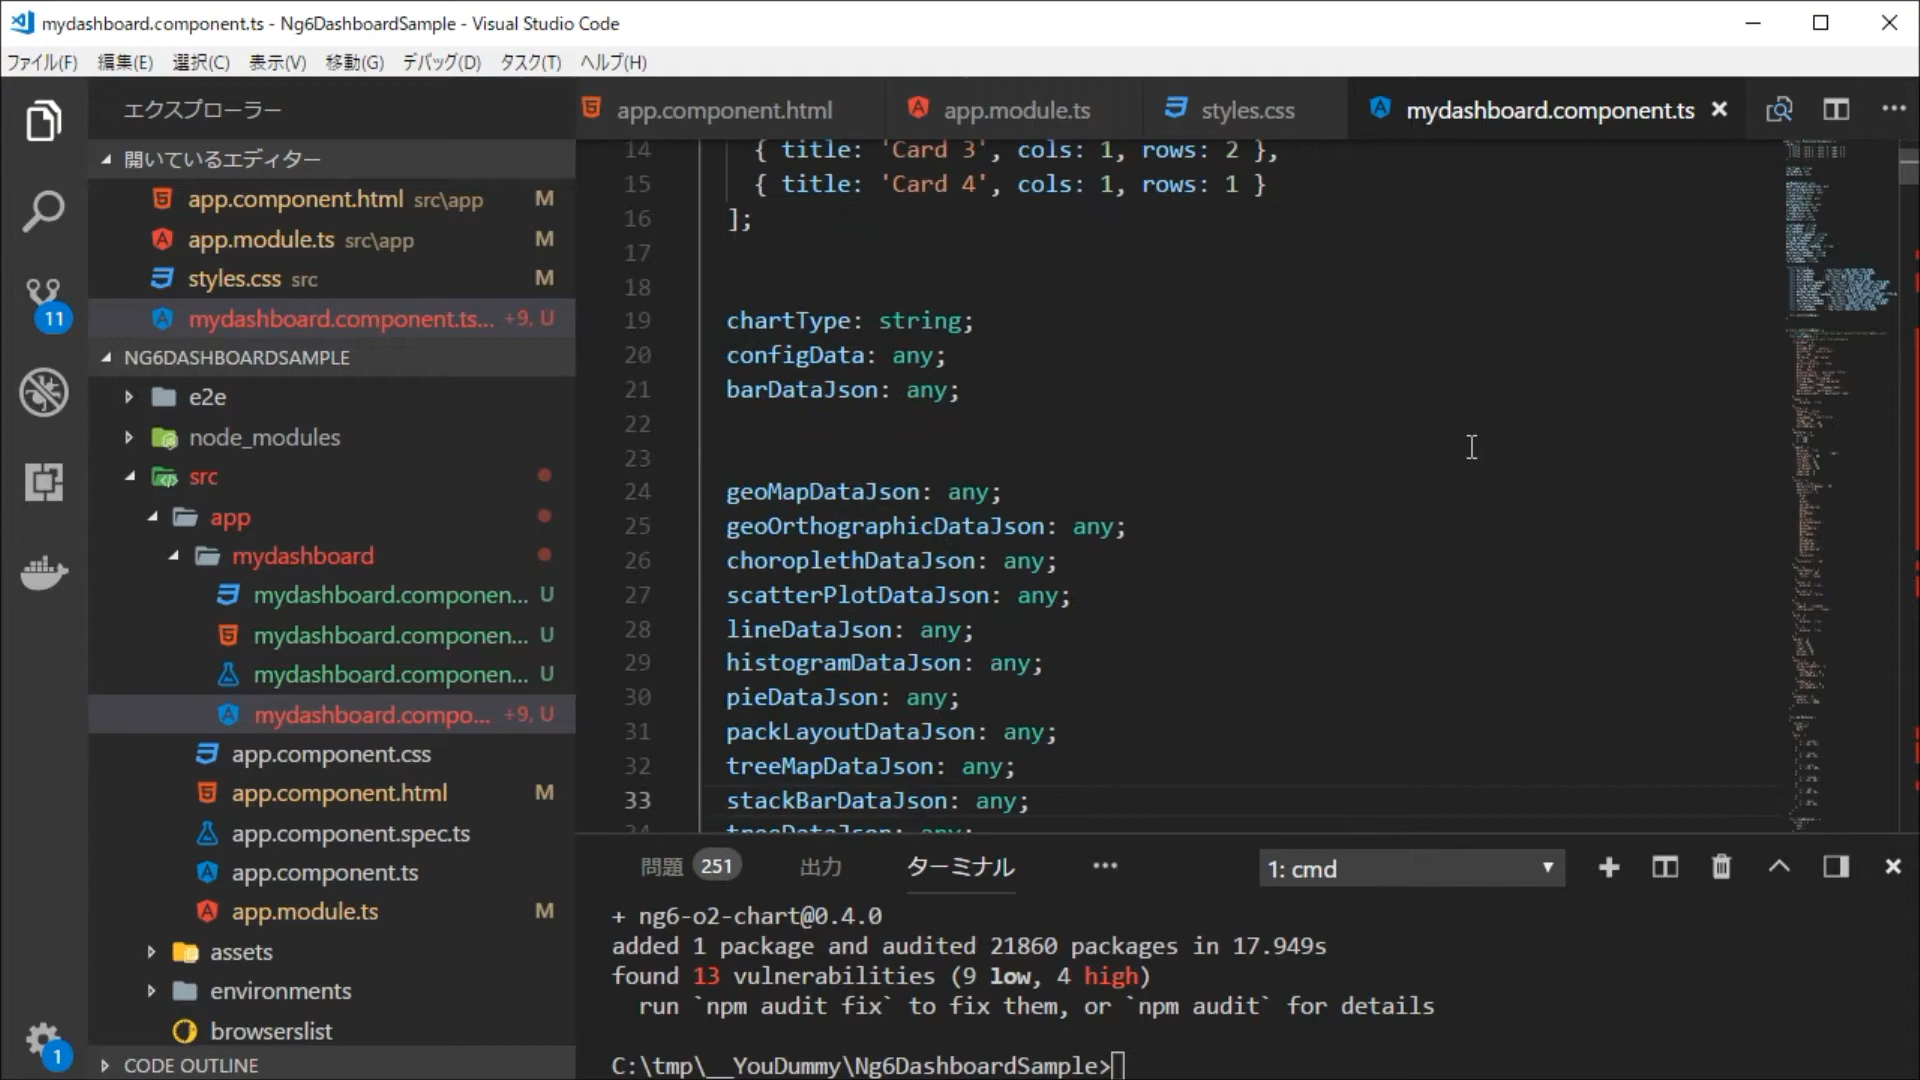 mydashboard.component.ts - Ng6DashboardSample - Visual Studio Code
ファイル(F) 編集(E) 選択(C) 表示(V) 移動(G) デバッグ(D) タスク(T) ヘルプ(H)
エクスプローラー
開いているエディター
app.component.html src\app M
app.module.ts src\app M
styles.css src M
mydashboard.component.ts... +9, U
NG6DASHBOARDSAMPLE
e2e
node_modules
src
app
mydashboard
mydashboard.componen... U
mydashboard.componen... U
mydashboard.componen... U
mydashboard.compo... +9, U
app.component.css
app.component.html M
app.component.spec.ts
app.component.ts
app.module.ts M
assets
environments
browserslist
CODE OUTLINE
11
1
app.component.html app.module.ts styles.css mydashboard.component.ts
14 { title: 'Card 3', cols: 1, rows: 2 },
15 { title: 'Card 4', cols: 1, rows: 1 }
16 ];
17
18
19 chartType: string;
20 configData: any;
21 barDataJson: any;
22
23
24 geoMapDataJson: any;
25 geoOrthographicDataJson: any;
26 choroplethDataJson: any;
27 scatterPlotDataJson: any;
28 lineDataJson: any;
29 histogramDataJson: any;
30 pieDataJson: any;
31 packLayoutDataJson: any;
32 treeMapDataJson: any;
33 stackBarDataJson: any;
34 treeDataJson: any;
問題 251 出力 ターミナル ... 1: cmd
+ ng6-o2-chart@0.4.0
added 1 package and audited 21860 packages in 17.949s
found 13 vulnerabilities (9 low, 4 high)
run `npm audit fix` to fix them, or `npm audit` for details
C:\tmp\__YouDummy\Ng6DashboardSample>